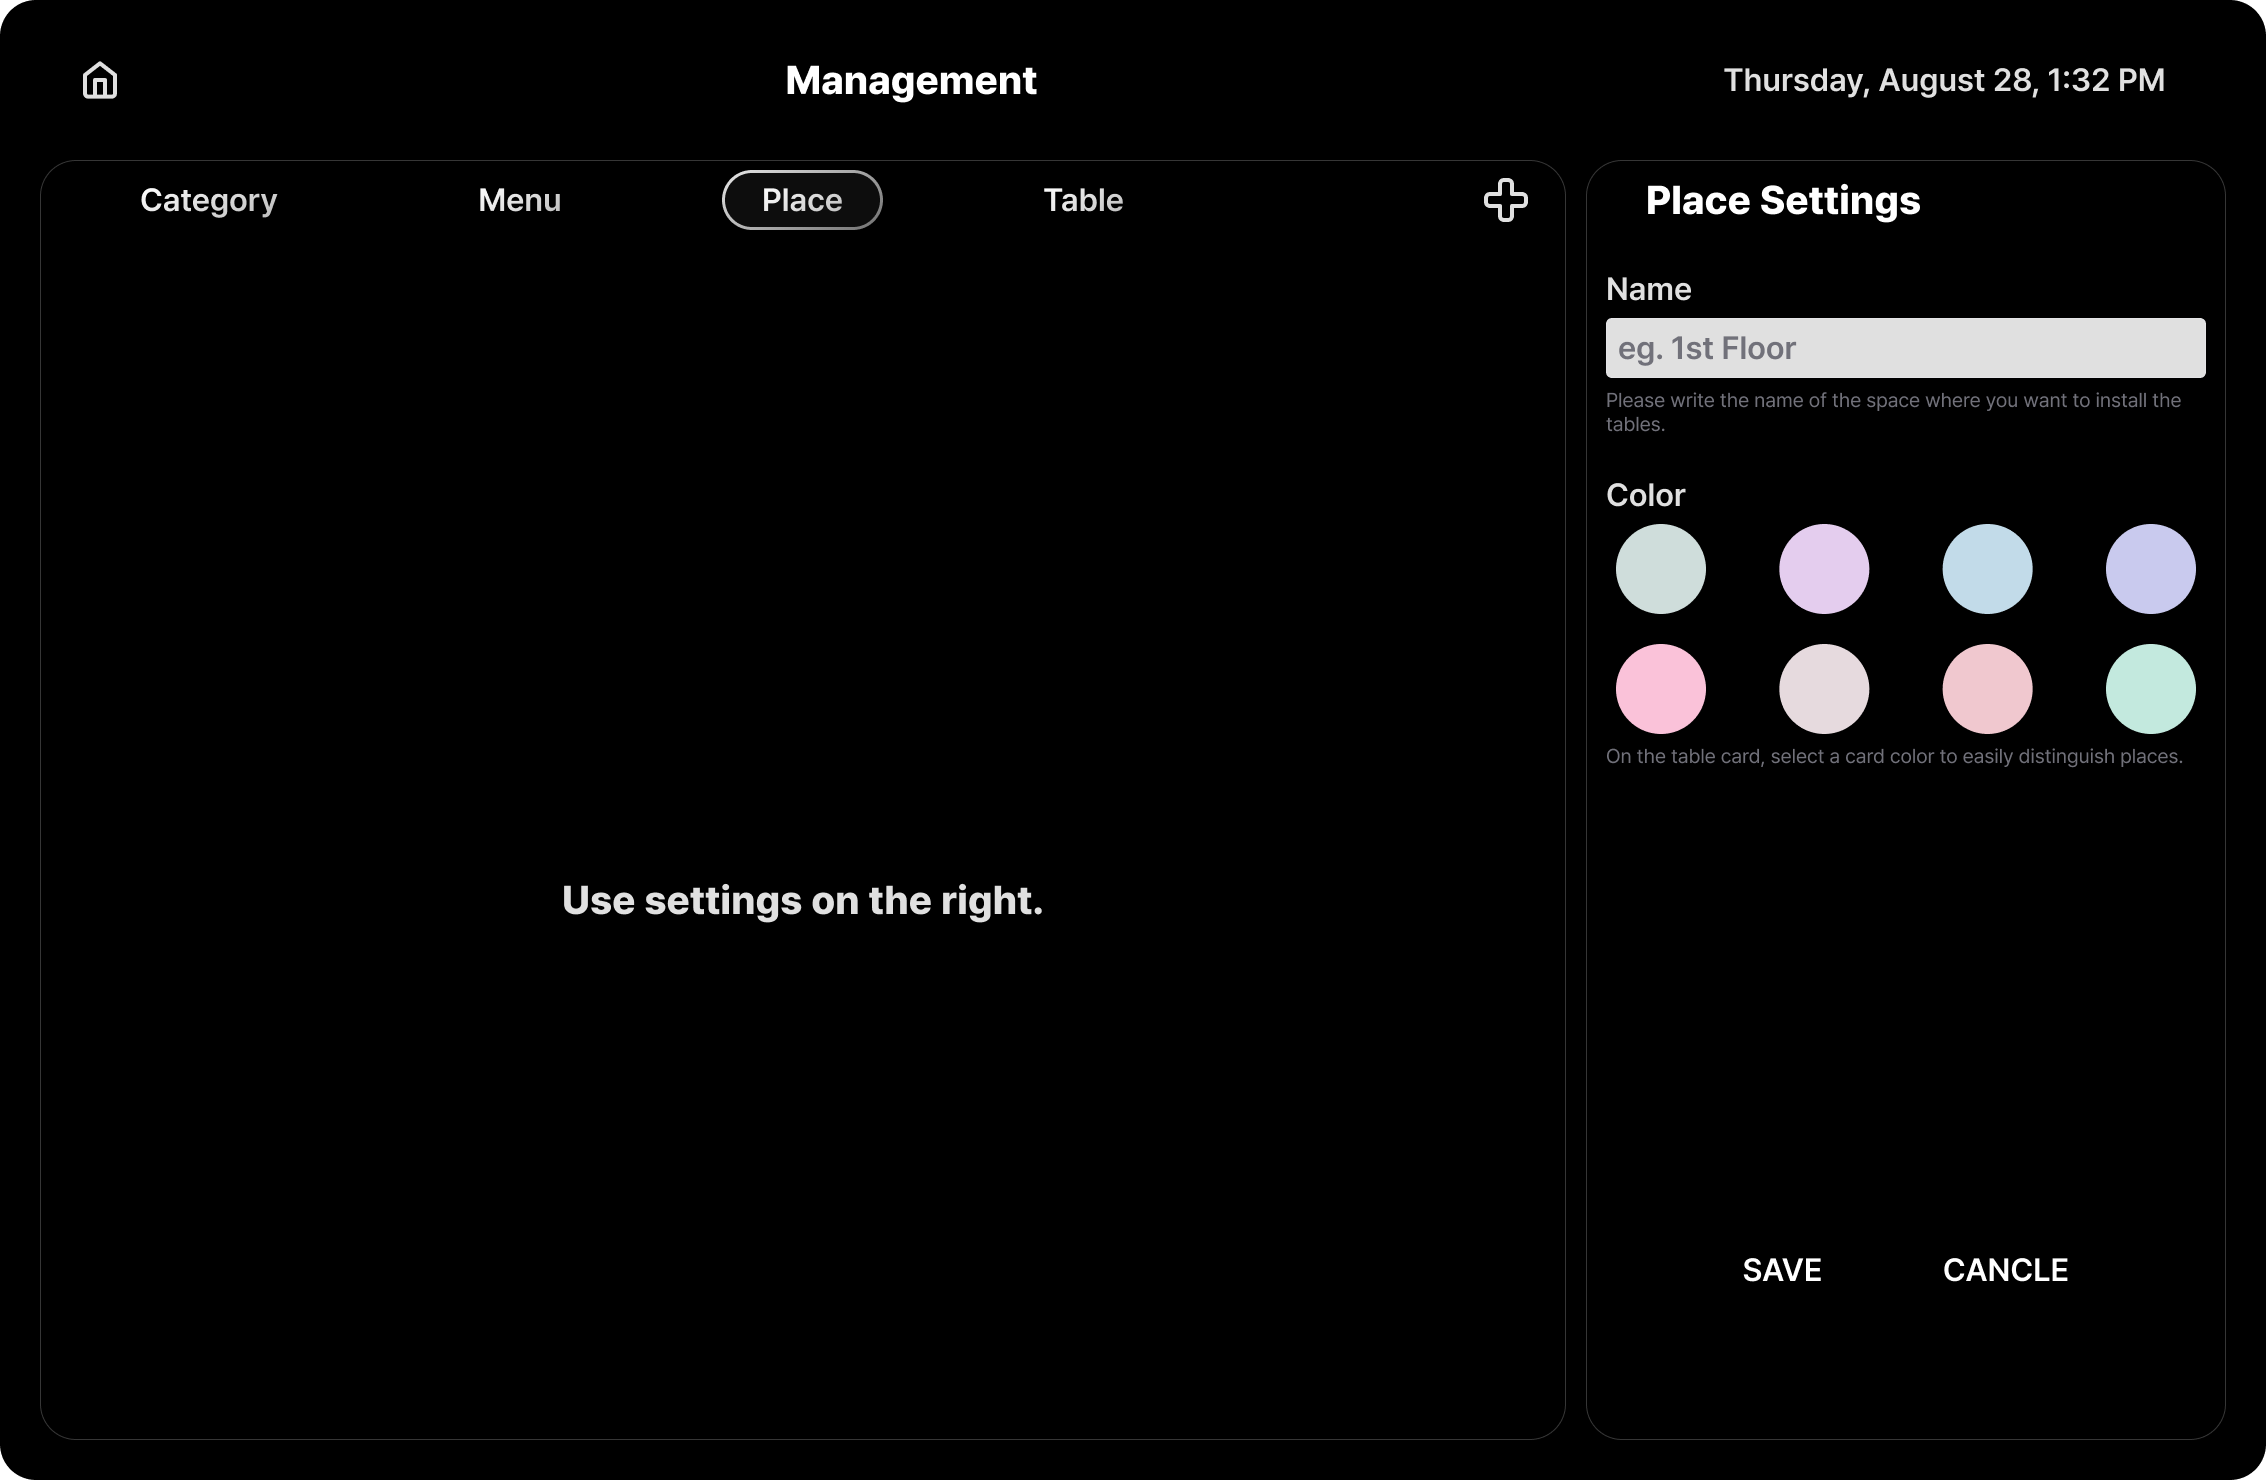 Management
Thursday, August 28, 1:32 PM
Category
Menu
Place
Table
Use settings on the right.
Place Settings
Name
eg. 1st Floor
Please write the name of the space where you want to install the
tables.
Color
On the table card, select a card color to easily distinguish places.
SAVE
CANCLE